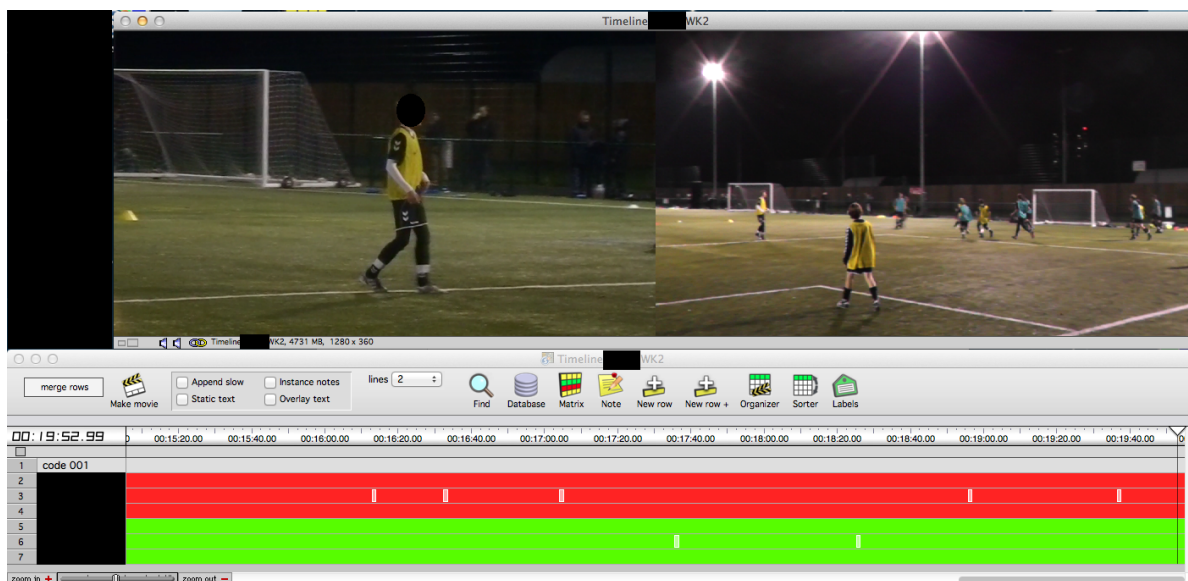 Timeline WK2
Timeline WK2, 4731 MB, 1280 x 360
Timeline WK2
merge rows
Make movie
Append slow
Instance notes
Static text
Overlay text
lines 2
Find
Database
Matrix
Note
New row
New row +
Organizer
Sorter
Labels
00:19:52.99
00:15:20.00 00:15:40.00 00:16:00.00 00:16:20.00 00:16:40.00 00:17:00.00 00:17:20.00 00:17:40.00 00:18:00.00 00:18:20.00 00:18:40.00 00:19:00.00 00:19:20.00 00:19:40.00
1 code 001
2
3
4
5
6
7
zoom in + zoom out −